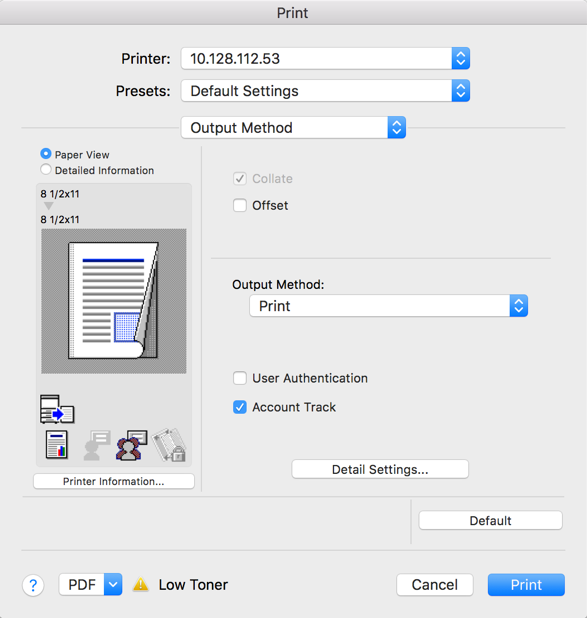 Print
Printer: 10.128.112.53
Presets: Default Settings
Output Method
Paper View
Detailed Information
8 1/2x11
8 1/2x11
Collate
Offset
Output Method:
Print
User Authentication
Account Track
Detail Settings...
Printer Information...
Default
? PDF Low Toner Cancel Print